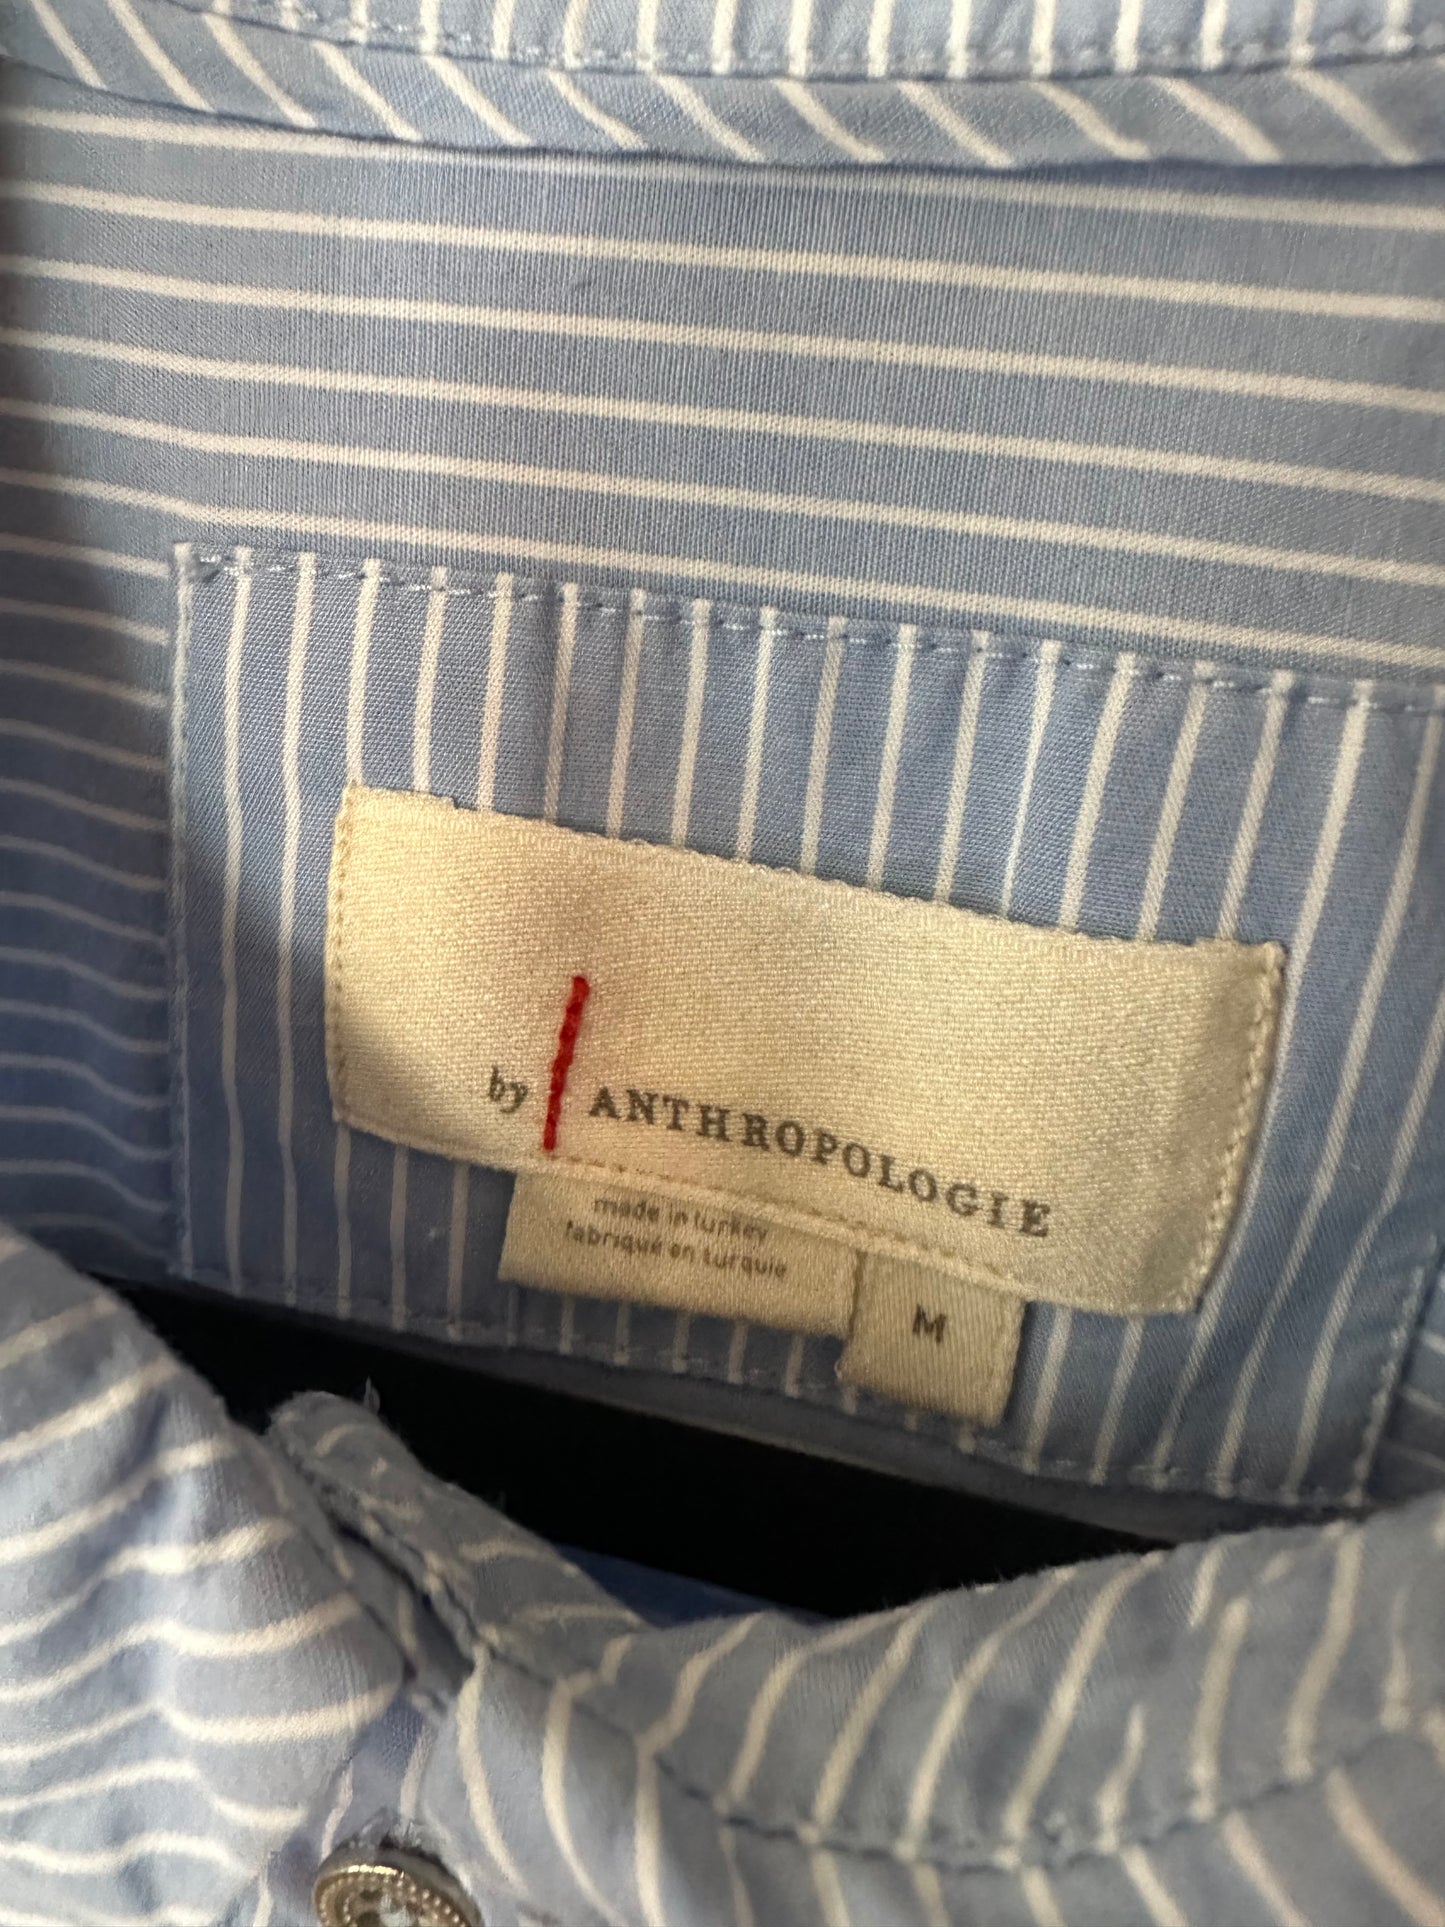 by ANTHROPOLOGIE
made in turkey
fabriqué en turquie
M